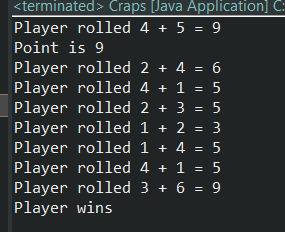 <terminated> Craps [Java Application] C:
Player rolled 4 + 5 = 9
Point is 9
Player rolled 2 + 4 = 6
Player rolled 4 + 1 = 5
Player rolled 2 + 3 = 5
Player rolled 1 + 2 = 3
Player rolled 1 + 4 = 5
Player rolled 4 + 1 = 5
Player rolled 3 + 6 = 9
Player wins